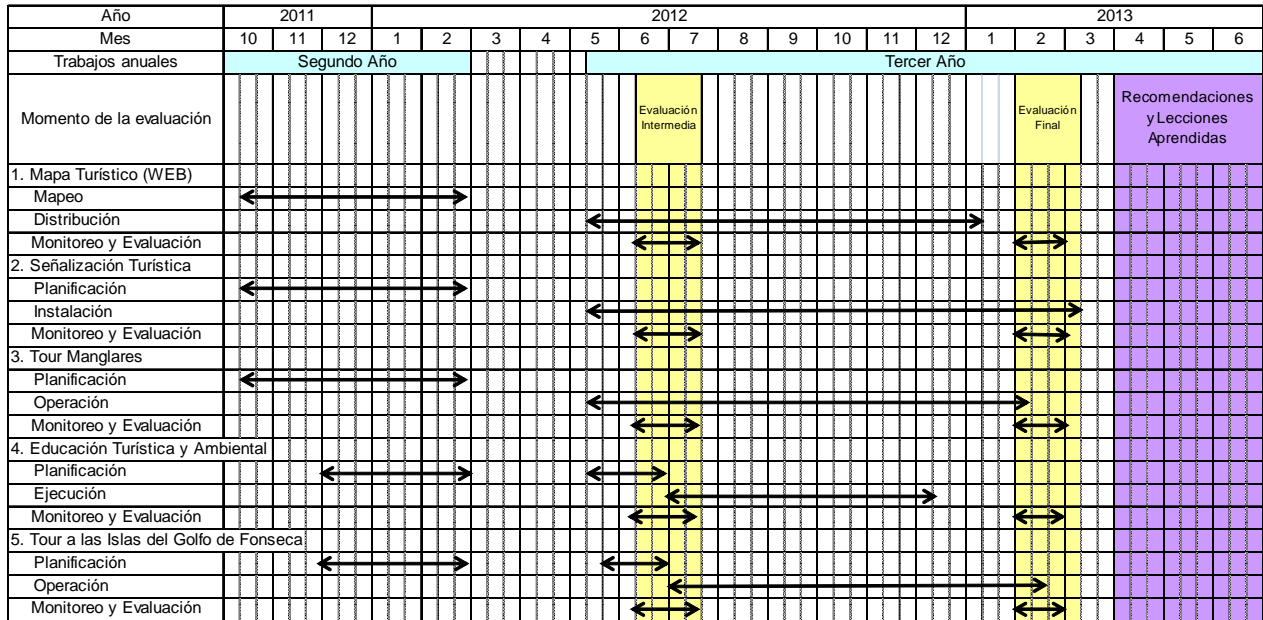 Año 2011 2012 2013
Mes 10 11 12 1 2 3 4 5 6 7 8 9 10 11 12 1 2 3 4 5 6
Trabajos anuales Segundo Año Tercer Año
Momento de la evaluación
Evaluación
Intermedia
Evaluación
Final
Recomendaciones
y Lecciones
Aprendidas
1. Mapa Turístico (WEB)
Mapeo
Distribución
Monitoreo y Evaluación
2. Señalización Turística
Planificación
Instalación
Monitoreo y Evaluación
3. Tour Manglares
Planificación
Operación
Monitoreo y Evaluación
4. Educación Turística y Ambiental
Planificación
Ejecución
Monitoreo y Evaluación
5. Tour a las Islas del Golfo de Fonseca
Planificación
Operación
Monitoreo y Evaluación